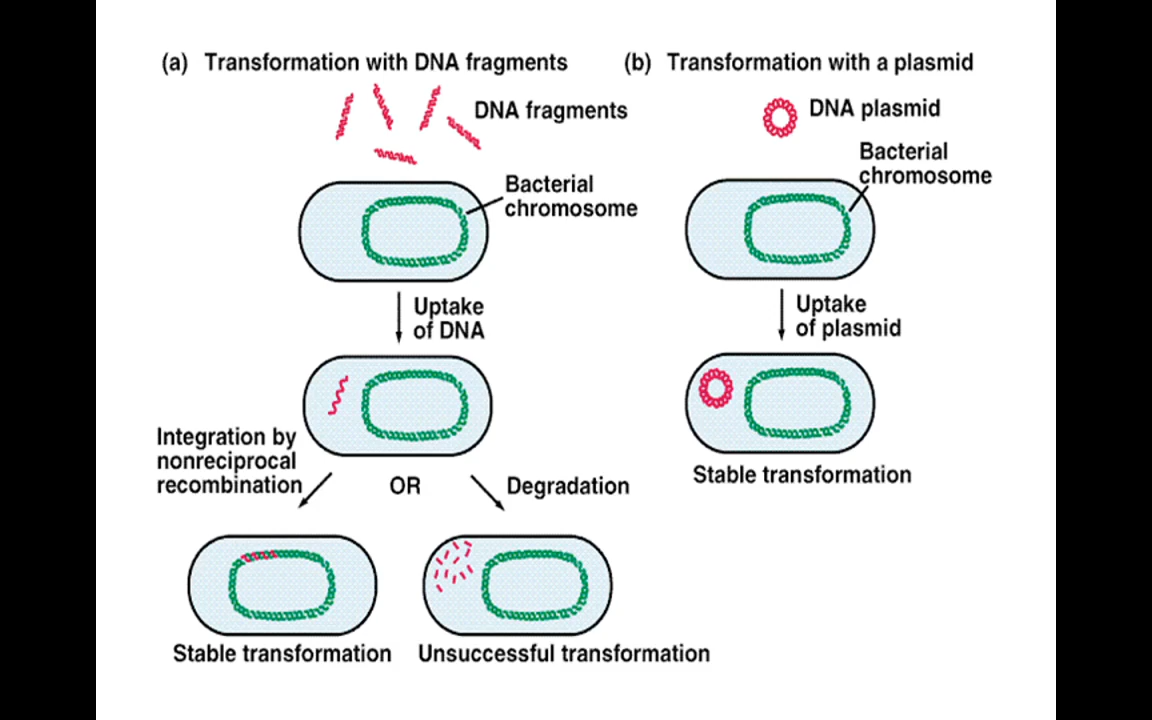 (a) Transformation with DNA fragments
DNA fragments
Bacterial
chromosome
Uptake
of DNA
Integration by
nonreciprocal
recombination
OR
Degradation
Stable transformation
Unsuccessful transformation
(b) Transformation with a plasmid
DNA plasmid
Bacterial
chromosome
Uptake
of plasmid
Stable transformation